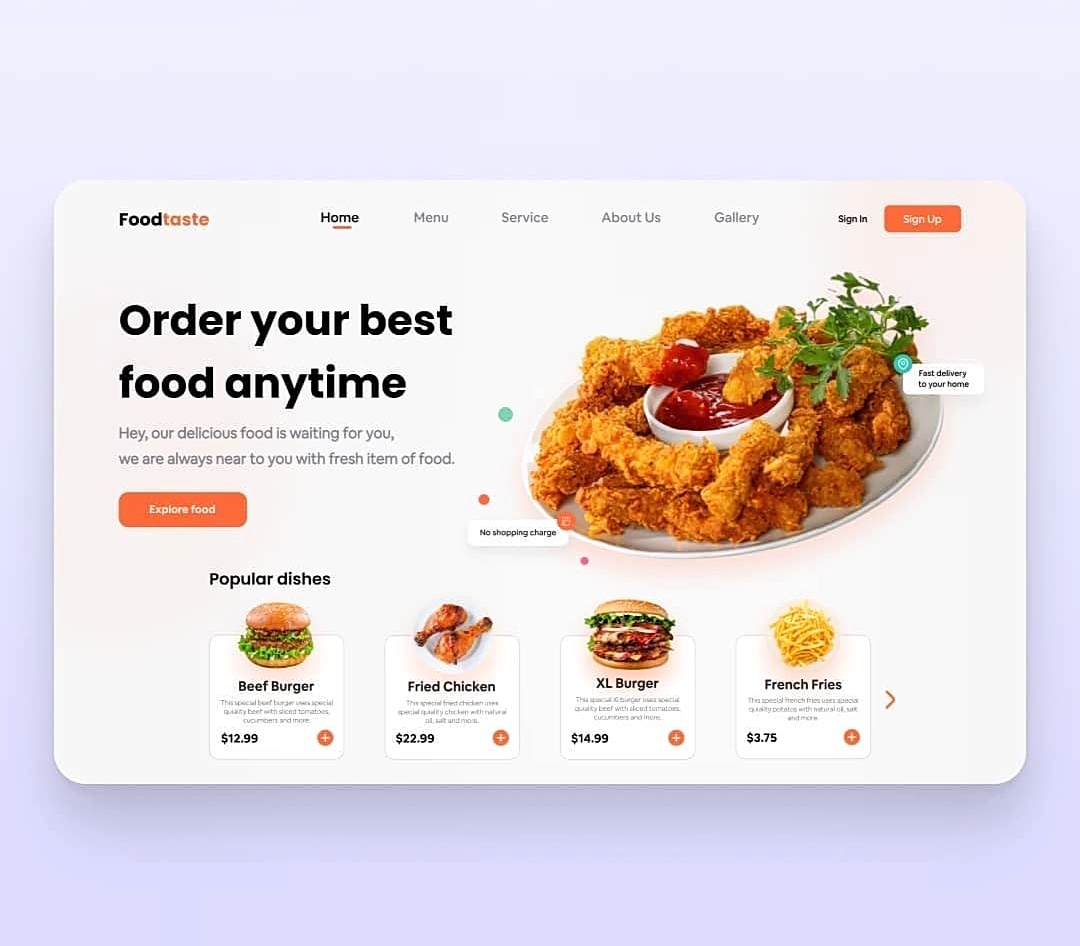 Foodtaste
Home
Menu
Service
About Us
Gallery
Sign In
Sign Up
Order your best
food anytime
Hey, our delicious food is waiting for you,
we are always near to you with fresh item of food.
Explore food
Fast delivery
to your home
No shopping charge
Popular dishes
Beef Burger
This special beef burger uses special
quality beef with sliced tomatoes,
cucumbers and more.
$12.99
Fried Chicken
This special fried chicken uses
special quality chicken with natural
oil, salt and more.
$22.99
XL Burger
This special Xl burger uses special
quality beef with sliced tomatoes,
cucumbers and more.
$14.99
French Fries
This special french fries uses special
quality potatos with natural oil, salt
and more.
$3.75